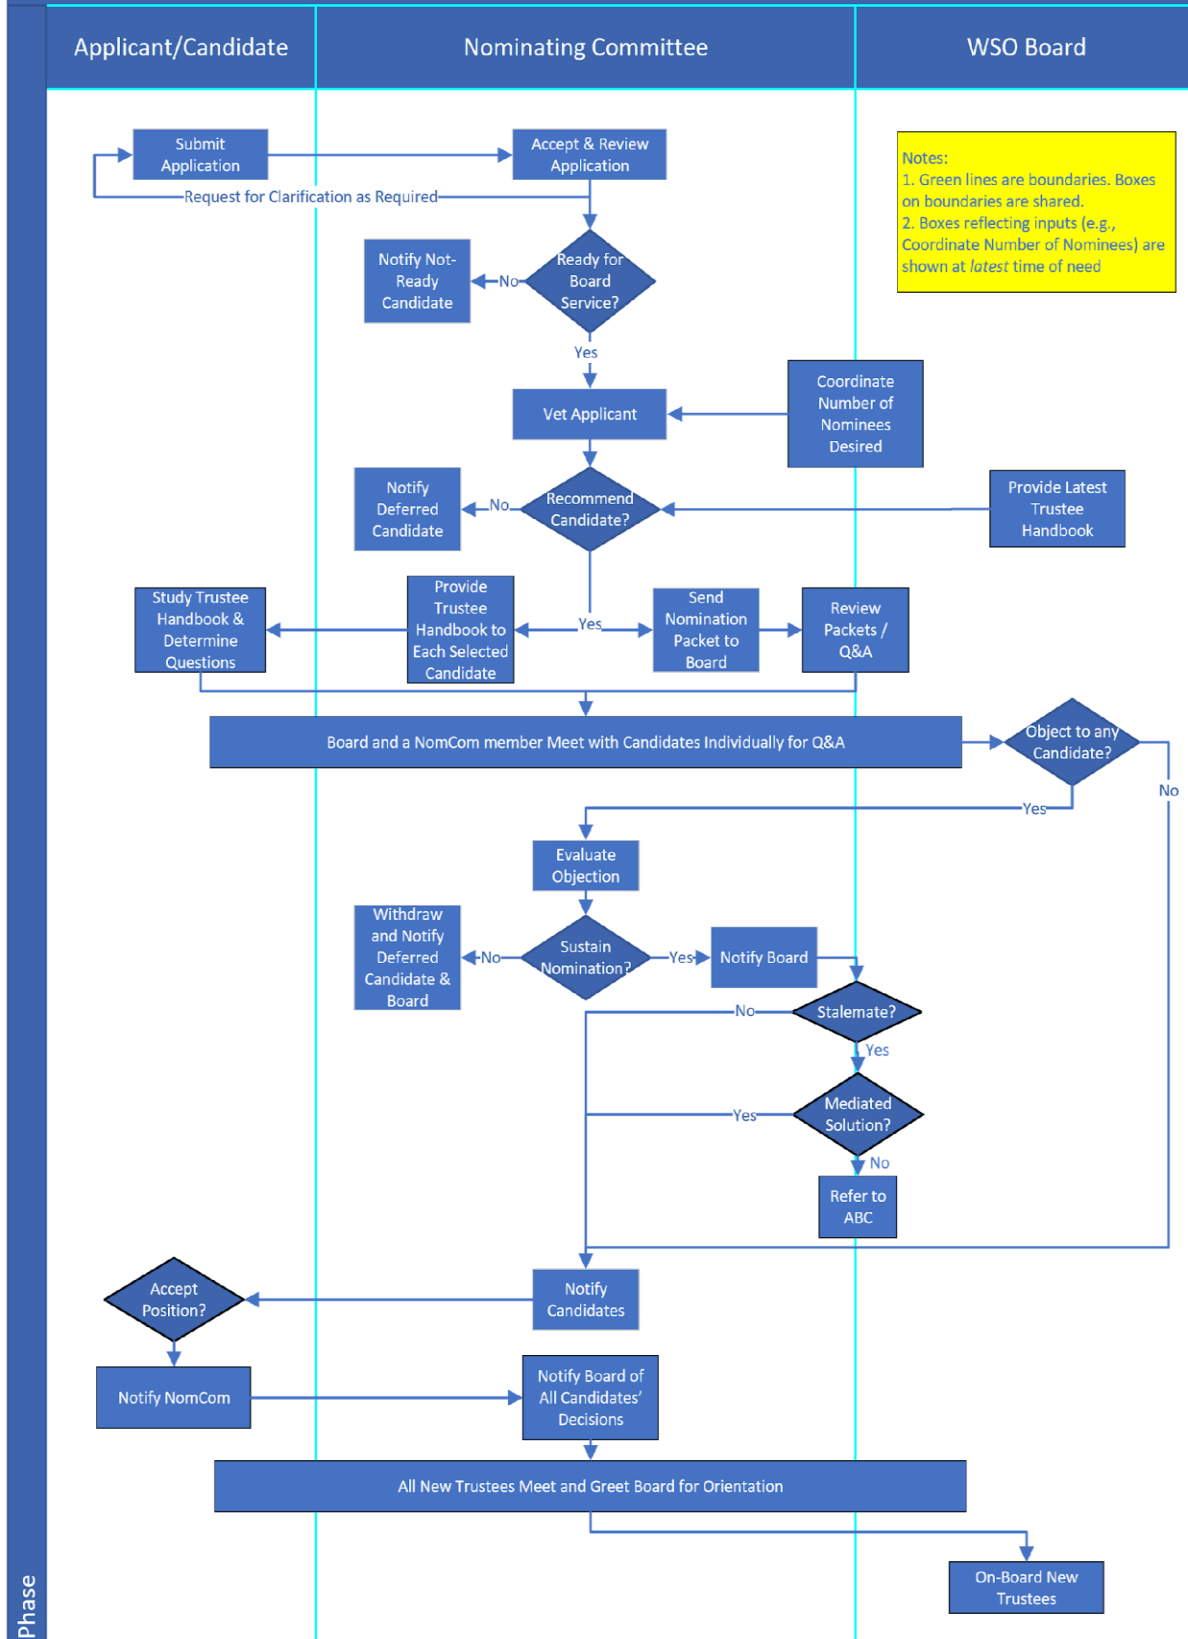 Applicant/Candidate
Nominating Committee
WSO Board
Submit
Application
Accept & Review
Application
Request for Clarification as Required
Notes:
1. Green lines are boundaries. Boxes
on boundaries are shared.
2. Boxes reflecting inputs (e.g.,
Coordinate Number of Nominees) are
shown at latest time of need
Notify Not-
Ready
Candidate
No
Ready for
Board
Service?
Yes
Vet Applicant
Coordinate
Number of
Nominees
Desired
Notify
Deferred
Candidate
No
Recommend
Candidate?
Provide Latest
Trustee
Handbook
Study Trustee
Handbook &
Determine
Questions
Provide
Trustee
Handbook to
Each Selected
Candidate
Yes
Send
Nomination
Packet to
Board
Review
Packets /
Q&A
Board and a NomCom member Meet with Candidates Individually for Q&A
Object to any
Candidate?
No
Yes
Evaluate
Objection
Withdraw
and Notify
Deferred
Candidate &
Board
No
Sustain
Nomination?
Yes
Notify Board
No
Stalemate?
Yes
Yes
Mediated
Solution?
No
Refer to
ABC
Accept
Position?
Notify
Candidates
Notify NomCom
Notify Board of
All Candidates'
Decisions
All New Trustees Meet and Greet Board for Orientation
On-Board New
Trustees
Phase